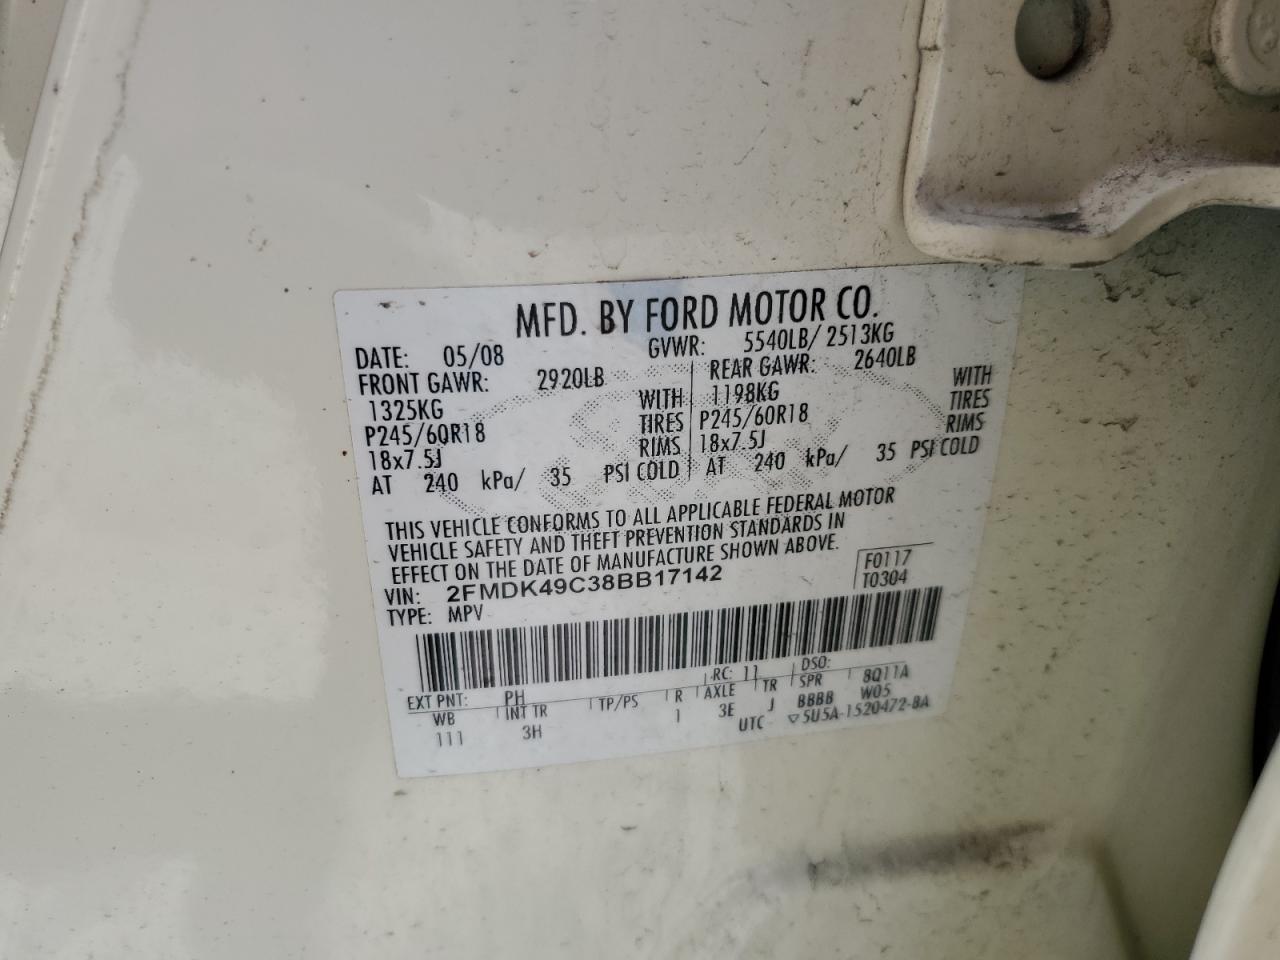 MFD. BY FORD MOTOR CO.
DATE: 05/08 GVWR: 5540LB/ 2513KG
FRONT GAWR: 2920LB REAR GAWR: 2640LB
1325KG WITH 1198KG WITH
P245/60R18 TIRES P245/60R18 TIRES
18x7.5J RIMS 18x7.5J RIMS
AT 240 kPa/ 35 PSI COLD AT 240 kPa/ 35 PSI COLD
THIS VEHICLE CONFORMS TO ALL APPLICABLE FEDERAL MOTOR
VEHICLE SAFETY AND THEFT PREVENTION STANDARDS IN
EFFECT ON THE DATE OF MANUFACTURE SHOWN ABOVE.
VIN: 2FMDK49C38BB17142 F0117
TYPE: MPV T0304
EXT PNT: PH RC: 11 DSO:
WB INT TR TP/PS R AXLE TR SPR 8Q11A
111 3H 1 3E J BBBB W05
UTC ▽5U5A-1520472-BA